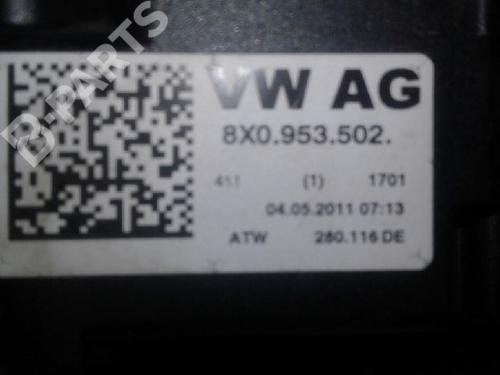 B-PARTS
VW AG
8X0.953.502.
411 (1) 1701
04.05.2011 07:13
ATW 280.116 DE